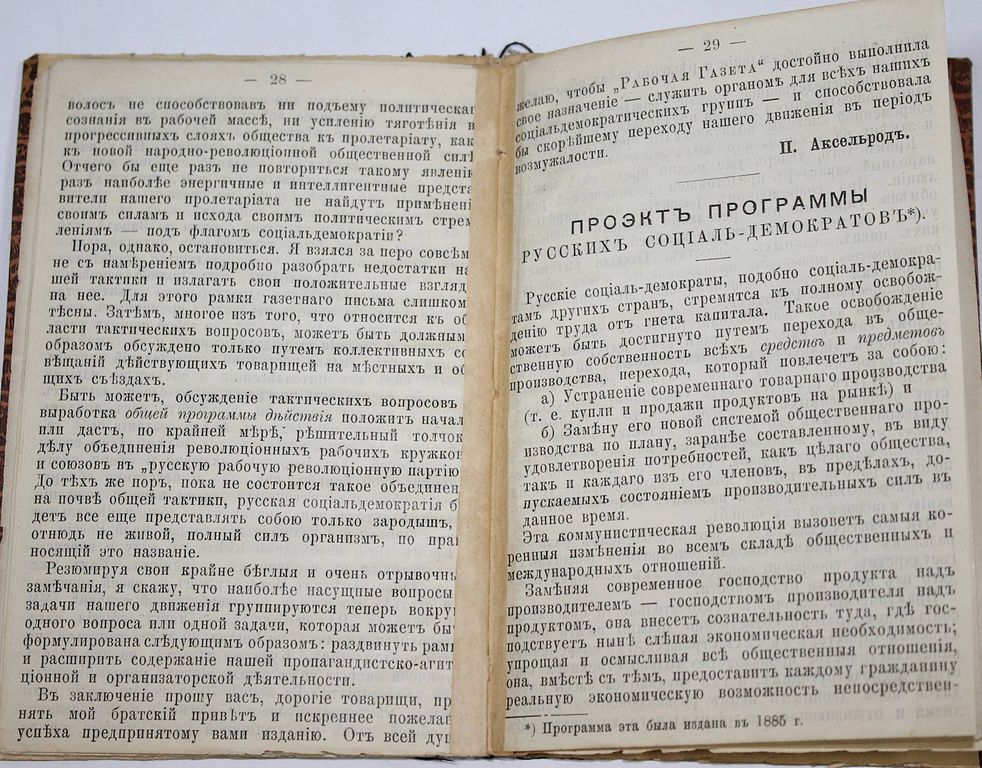 — 28 —
волосъ не способствовавъ ни подъему политическаг
сознанія въ рабочей массѣ, ни усиленію тяготѣнія в
прогрессивныхъ слояхъ общества къ пролетаріату, как
къ новой народно-революціонной общественной силѣ
Отчего бы еще разъ не повториться такому явлені
разъ наиболѣе энергичные и интеллигентные предст
вители нашего пролетаріата не найдутъ примѣнені
своимъ силамъ и исхода своимъ политическимъ стрем
леніямъ — подъ флагомъ соціальдемократіи?
Пора, однако, остановиться. Я взялся за перо совсѣм
не съ намѣреніемъ подробно разобрать недостатки на
шей тактики и излагать свои положительные взгляд
на нее. Для этого рамки газетнаго письма слишком
тѣсны. Затѣмъ, многое изъ того, что относится къ об
ласти тактическихъ вопросовъ, можетъ быть должным
образомъ обсуждено только путемъ коллективныхъ со
вѣщаній дѣйствующихъ товарищей на мѣстныхъ и об
щихъ съѣздахъ.
Быть можетъ, обсужденіе тактическихъ вопросовъ
выработка общей программы дѣйствія положитъ начал
или дастъ, по крайней мѣрѣ, рѣшительный толчок
дѣлу объединенія революціонныхъ рабочихъ кружков
и союзовъ въ „русскую рабочую революціонную партію
До тѣхъ же поръ, пока не состоится такое объединен
на почвѣ общей тактики, русская соціальдемократія б
детъ все еще представлять собою только зародышъ,
отнюдь не живой, полный силъ организмъ, по прав
носящій это названіе.
Резюмируя свои крайне бѣглыя и очень отрывочны
замѣчанія, я скажу, что наиболѣе насущные вопросы
задачи нашего движенія группируются теперь вокруг
одного вопроса или одной задачи, которая можетъ бы
формулирована слѣдующимъ образомъ: раздвинуть рамк
и расширить содержаніе нашей пропагандистско-агит
ціонной и организаторской дѣятельности.
Въ заключеніе прошу васъ, дорогіе товарищи, пр
нять мой братскій привѣтъ и искреннее пожелан
успѣха предпринятому вами изданію. Отъ всей душ
— 29 —
желаю, чтобы „Рабочая Газета“ достойно выполнила
свое назначеніе — служить органомъ для всѣхъ нашихъ
соціальдемократическихъ группъ — и способствовала
бы скорѣйшему переходу нашего движенія въ періодъ
возмужалости.
П. Аксельродъ.
ПРОЭКТЪ ПРОГРАММЫ
РУССКИХЪ СОЦІАЛЬ-ДЕМОКРАТОВЪ*).
Русскіе соціаль-демократы, подобно соціаль-демокра-
тамъ другихъ странъ, стремятся къ полному освобож-
денію труда отъ гнета капитала. Такое освобожденіе
можетъ быть достигнуто путемъ перехода въ обще-
ственную собственность всѣхъ средствъ и предметовъ
производства, перехода, который повлечетъ за собою:
а) Устраненіе современнаго товарнаго производства
(т. е. купли и продажи продуктовъ на рынкѣ) и
б) Замѣну его новой системой общественнаго про-
изводства по плану, заранѣе составленному, въ виду
удовлетворенія потребностей, какъ цѣлаго общества,
такъ и каждаго изъ его членовъ, въ предѣлахъ, до-
пускаемыхъ состояніемъ производительныхъ силъ въ
данное время.
Эта коммунистическая революція вызоветъ самыя ко-
ренныя измѣненія во всемъ складѣ общественныхъ и
международныхъ отношеній.
Замѣняя современное господство продукта надъ
производителемъ — господствомъ производителя надъ
продуктомъ, она внесетъ сознательность туда, гдѣ гос-
подствуетъ нынѣ слѣпая экономическая необходимость;
упрощая и осмысливая всѣ общественныя отношенія,
она, вмѣстѣ съ тѣмъ, предоставитъ каждому гражданину
реальную экономическую возможность непосредствен-
*) Программа эта была издана въ 1885 г.